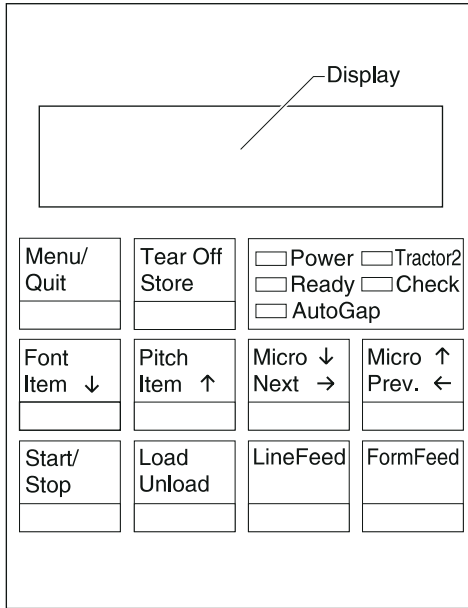 Display
Menu/
Quit
Tear Off
Store
Power Tractor2
Ready Check
AutoGap
Font
Item ↓
Pitch
Item ↑
Micro ↓
Next →
Micro ↑
Prev. ←
Start/
Stop
Load
Unload
LineFeed
FormFeed